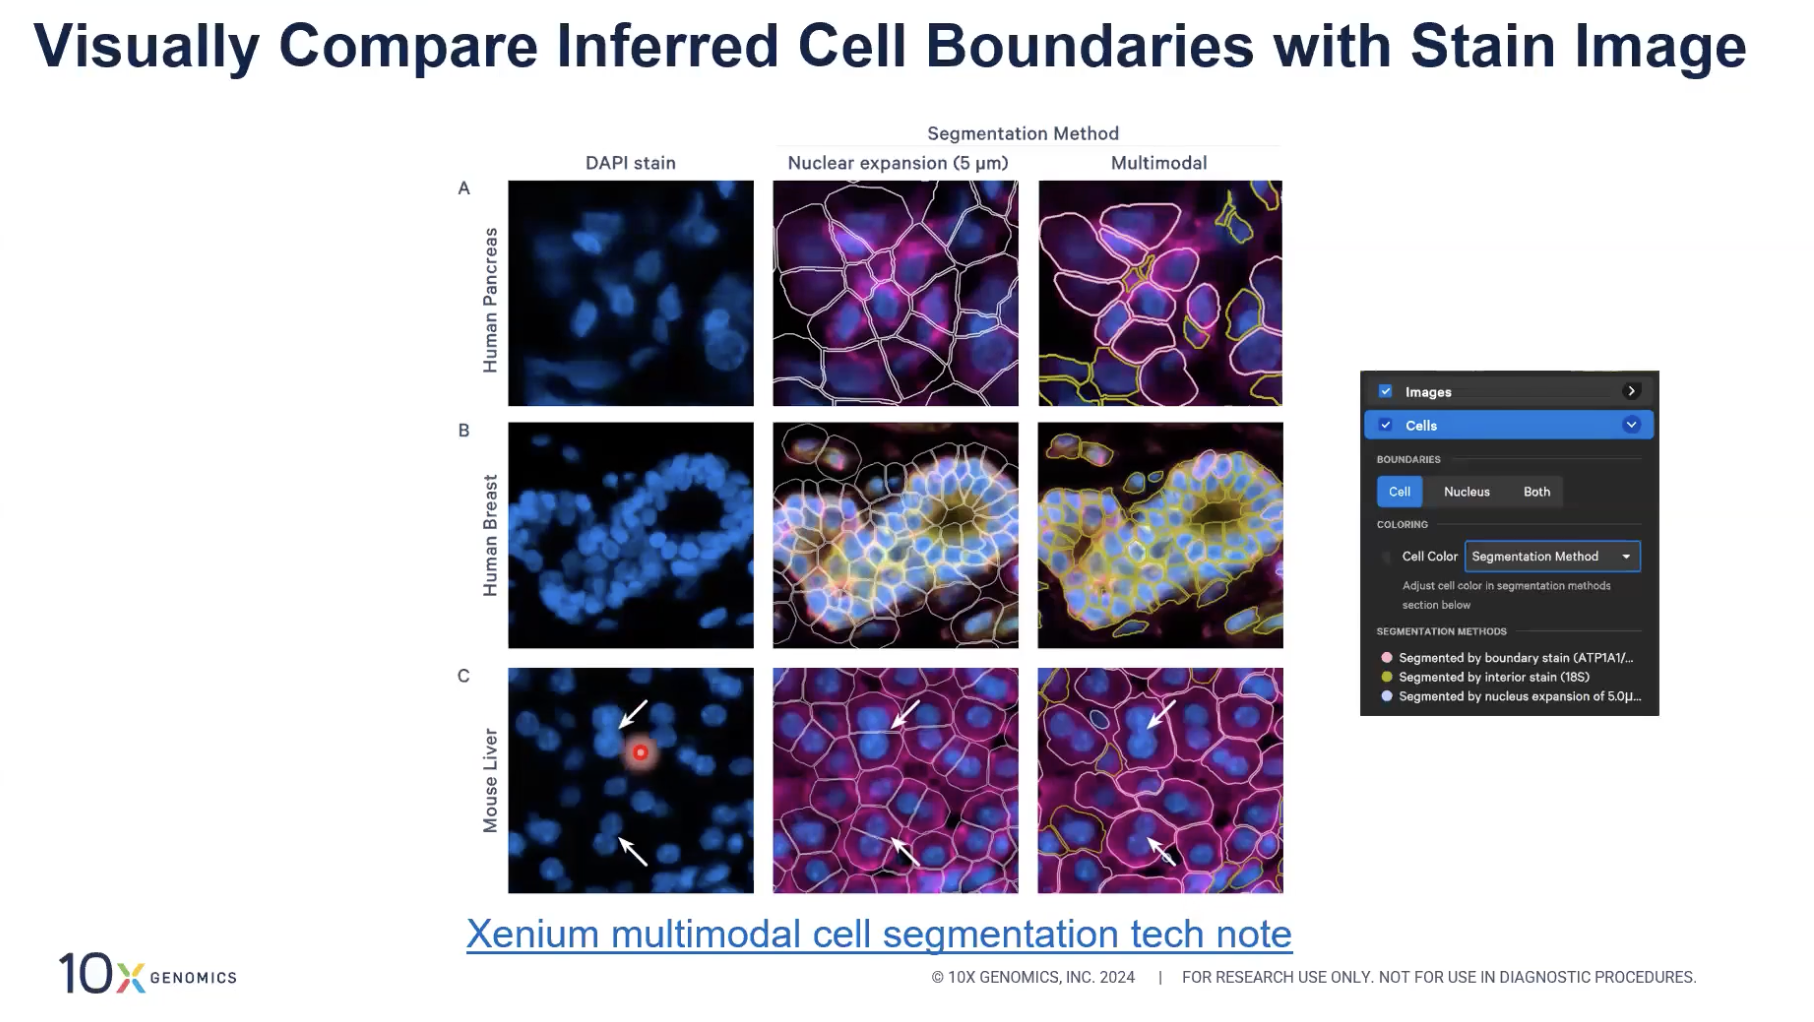 Visually Compare Inferred Cell Boundaries with Stain Image
Segmentation Method
DAPI stain
Nuclear expansion (5 µm)
Multimodal
A
Human Pancreas
B
Human Breast
C
Mouse Liver
Images
Cells
BOUNDARIES
Cell
Nucleus
Both
COLORING
Cell Color
Segmentation Method
Adjust cell color in segmentation methods
section below
SEGMENTATION METHODS
Segmented by boundary stain (ATP1A1/...
Segmented by interior stain (18S)
Segmented by nucleus expansion of 5.0µ...
Xenium multimodal cell segmentation tech note
10X GENOMICS
© 10X GENOMICS, INC. 2024 | FOR RESEARCH USE ONLY. NOT FOR USE IN DIAGNOSTIC PROCEDURES.